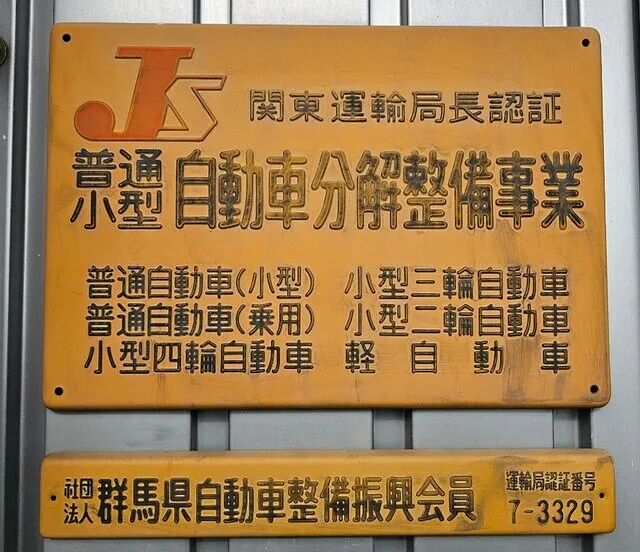 JS 関東運輸局長認証
普通
小型 自動車分解整備事業
普通自動車(小型) 小型三輪自動車
普通自動車(乗用) 小型二輪自動車
小型四輪自動車 軽自動車
社団
法人 群馬県自動車整備振興会員
運輸局認証番号
7-3329